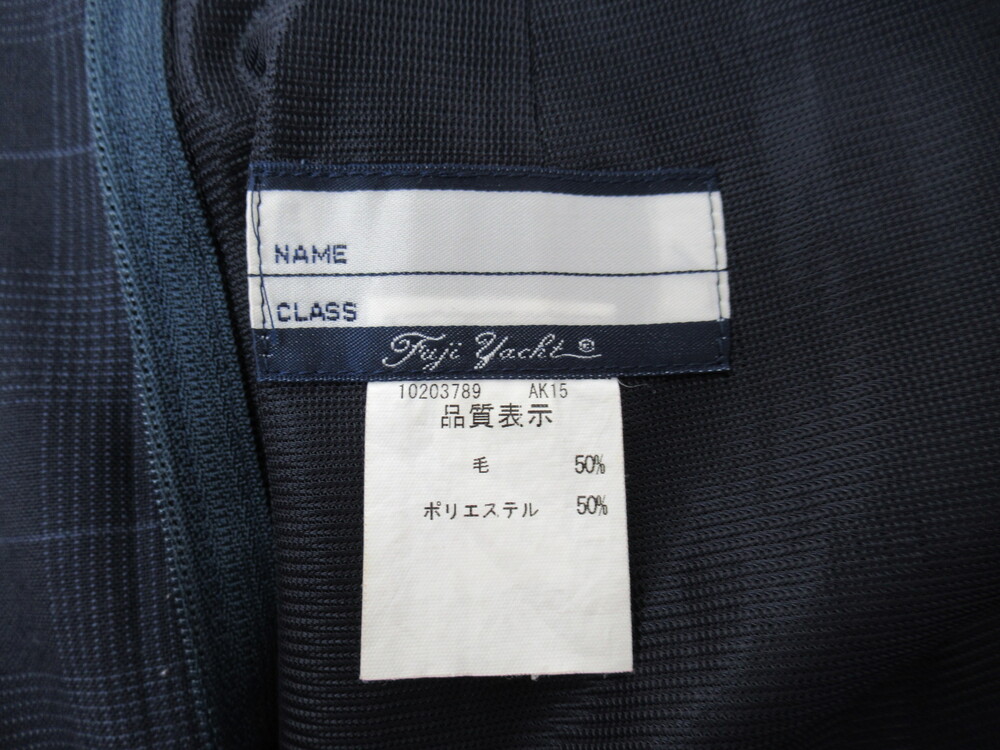 NAME
CLASS
Fuji Yacht ®
10203789 AK15
品質表示
毛 50%
ポリエステル 50%